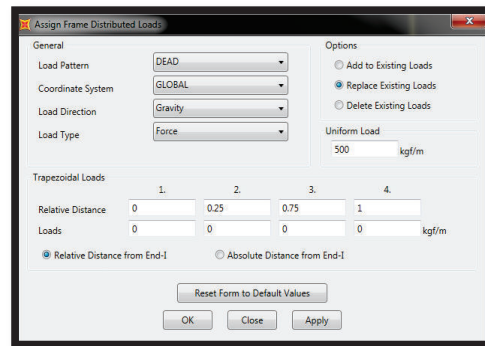 Assign Frame Distributed Loads
General
Load Pattern DEAD
Coordinate System GLOBAL
Load Direction Gravity
Load Type Force
Options
Add to Existing Loads
Replace Existing Loads
Delete Existing Loads
Uniform Load
500 kgf/m
Trapezoidal Loads
1. 2. 3. 4.
Relative Distance 0 0.25 0.75 1
Loads 0 0 0 0 kgf/m
Relative Distance from End-I Absolute Distance from End-I
Reset Form to Default Values
OK Close Apply